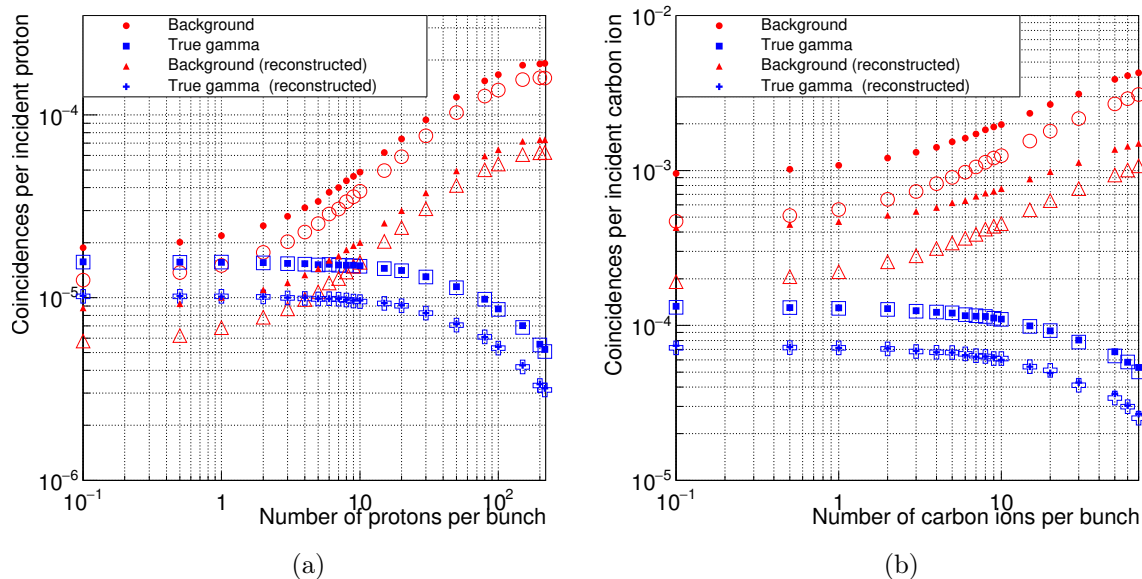 Background
True gamma
Background (reconstructed)
True gamma (reconstructed)
Coincidences per incident proton
10⁻⁴
10⁻⁵
10⁻⁶
10⁻¹ 1 10 10²
Number of protons per bunch
(a)
Background
True gamma
Background (reconstructed)
True gamma (reconstructed)
Coincidences per incident carbon ion
10⁻²
10⁻³
10⁻⁴
10⁻⁵
10⁻¹ 1 10
Number of carbon ions per bunch
(b)